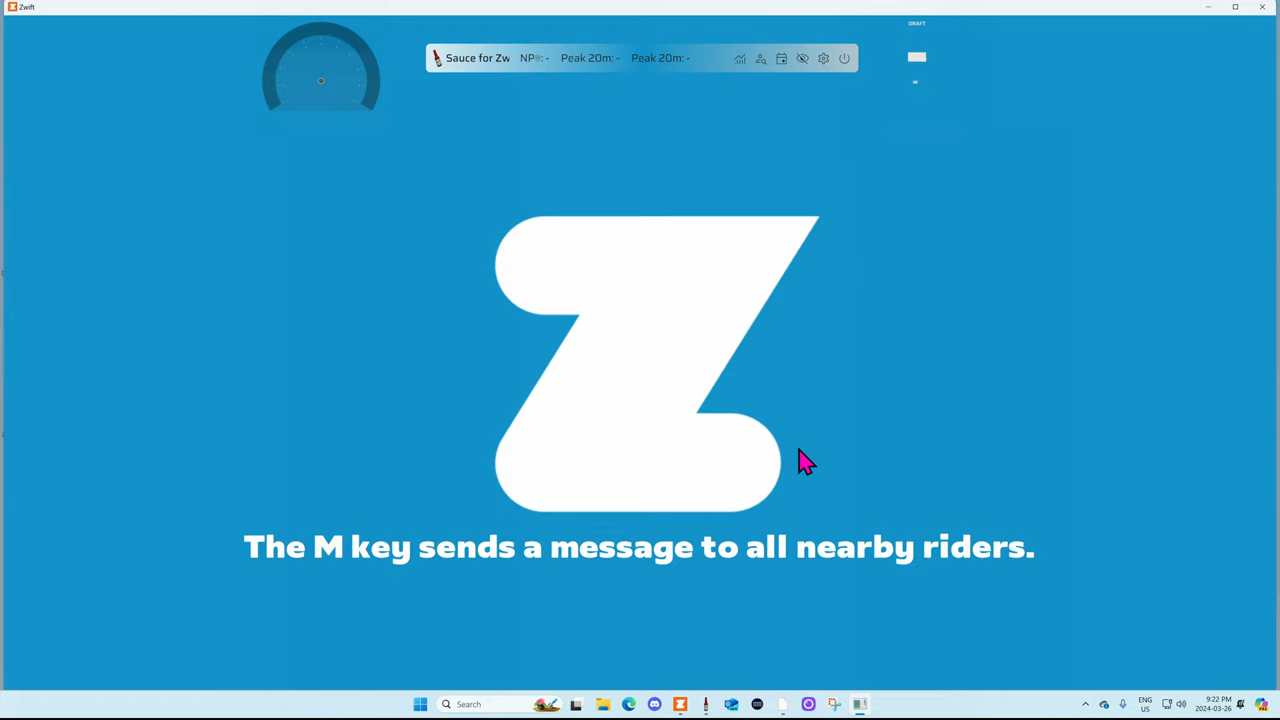 Zwift
DRAFT
Sauce for Zw NP®: - Peak 20m: - Peak 20m: -
W
The M key sends a message to all nearby riders.
Search
ENG
US
9:22 PM
2024-03-26